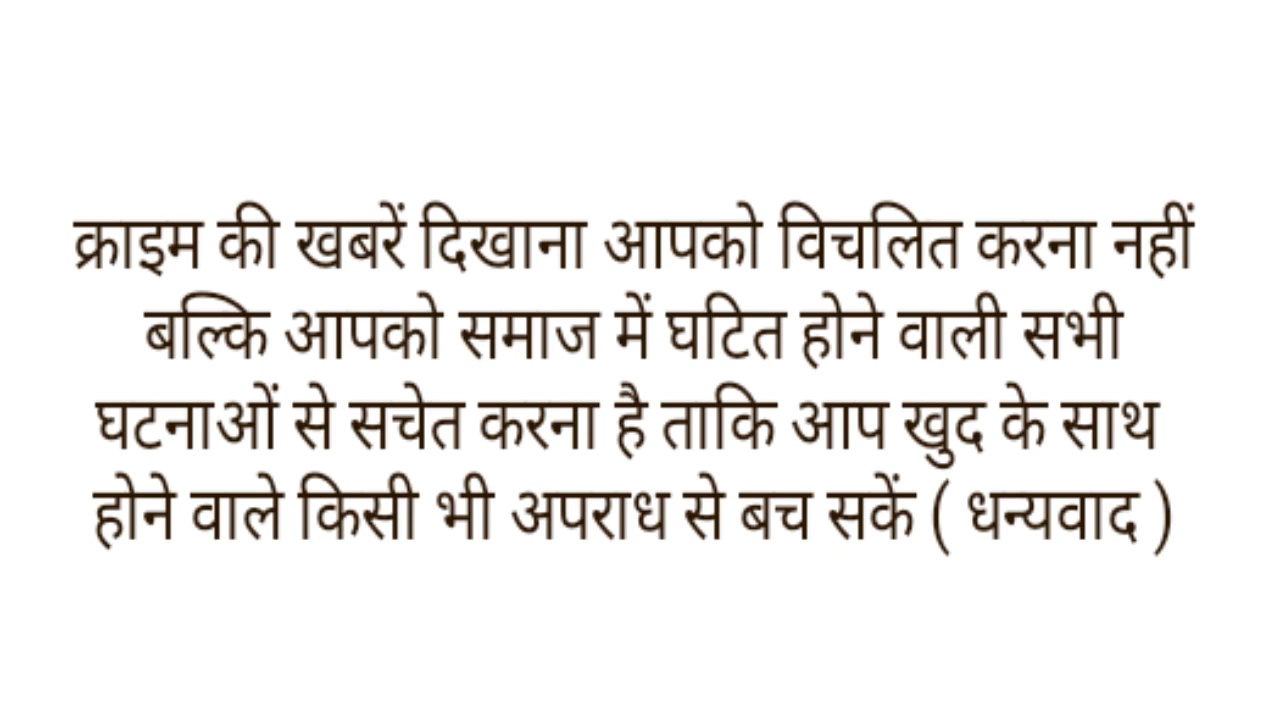 क्राइम की खबरें दिखाना आपको विचलित करना नहीं
बल्कि आपको समाज में घटित होने वाली सभी
घटनाओं से सचेत करना है ताकि आप खुद के साथ
होने वाले किसी भी अपराध से बच सकें ( धन्यवाद )